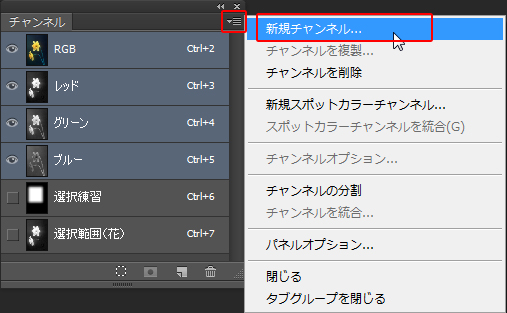 チャンネル
RGB Ctrl+2
レッド Ctrl+3
グリーン Ctrl+4
ブルー Ctrl+5
選択練習 Ctrl+6
選択範囲(花) Ctrl+7
新規チャンネル...
チャンネルを複製...
チャンネルを削除
新規スポットカラーチャンネル...
スポットカラーチャンネルを統合(G)
チャンネルオプション...
チャンネルの分割
チャンネルを統合...
パネルオプション...
閉じる
タブグループを閉じる